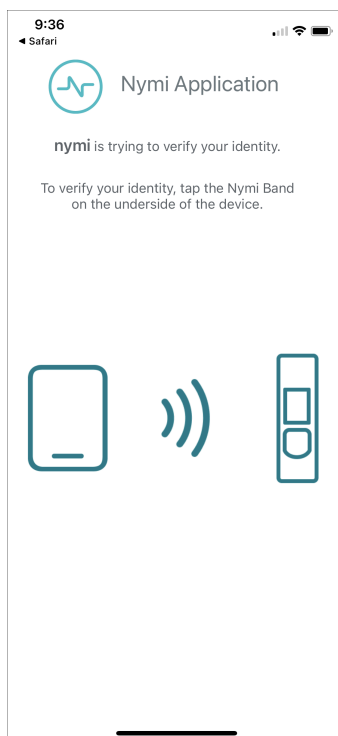 9:36
◀ Safari
Nymi Application
nymi is trying to verify your identity.
To verify your identity, tap the Nymi Band
on the underside of the device.